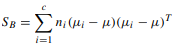 $S_B = \sum_{i=1}^{c} n_i(\mu_i - \mu)(\mu_i - \mu)^T$